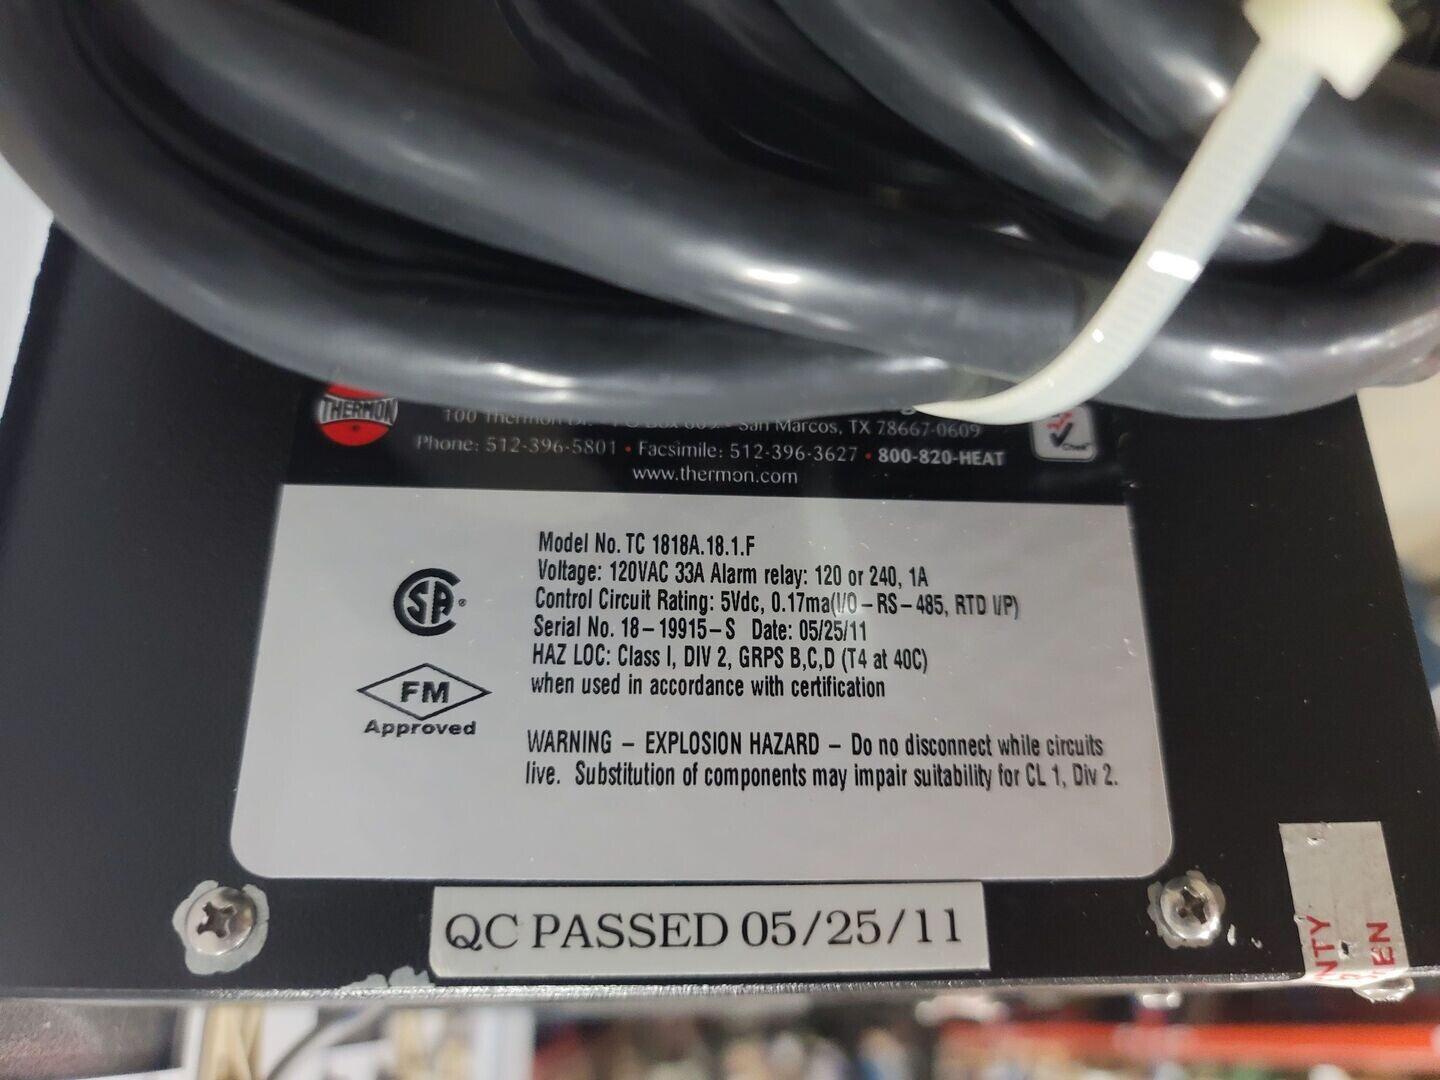 THERMON
100 Thermon Dr. San Marcos, TX 78667-0609
Phone: 512-396-5801 • Facsimile: 512-396-3627 • 800-820-HEAT
www.thermon.com
Model No. TC 1818A.18.1.F
Voltage: 120VAC 33A Alarm relay: 120 or 240, 1A
Control Circuit Rating: 5Vdc, 0.17ma(I/O – RS – 485, RTD I/P)
Serial No. 18 – 19915 – S Date: 05/25/11
HAZ LOC: Class I, DIV 2, GRPS B,C,D (T4 at 40C)
when used in accordance with certification
SA
FM
Approved
WARNING – EXPLOSION HAZARD – Do no disconnect while circuits
live. Substitution of components may impair suitability for CL 1, Div 2.
QC PASSED 05/25/11
NTY
EN